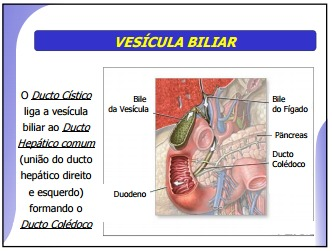 VESÍCULA BILIAR
O Ducto Cístico
liga a vesícula
biliar ao Ducto
Hepático comum
(união do ducto
hepático direito
e esquerdo)
formando o
Ducto Colédoco
Bile
da Vesícula
Bile
do Fígado
Pâncreas
Ducto
Colédoco
Duodeno